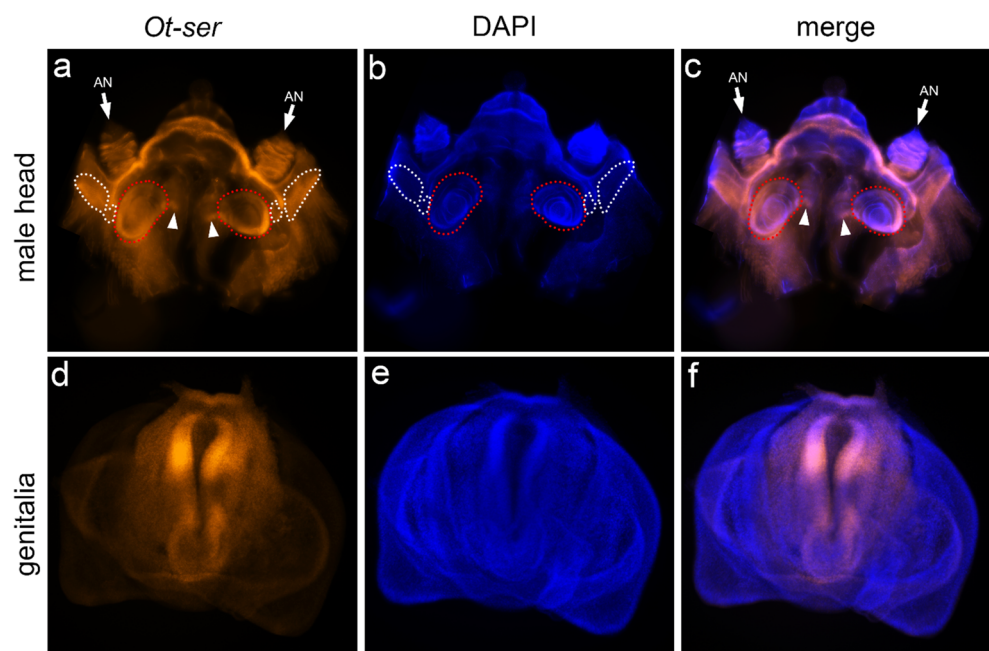 Ot-ser DAPI merge
male head
a AN AN
b
c AN AN
genitalia
d
e
f